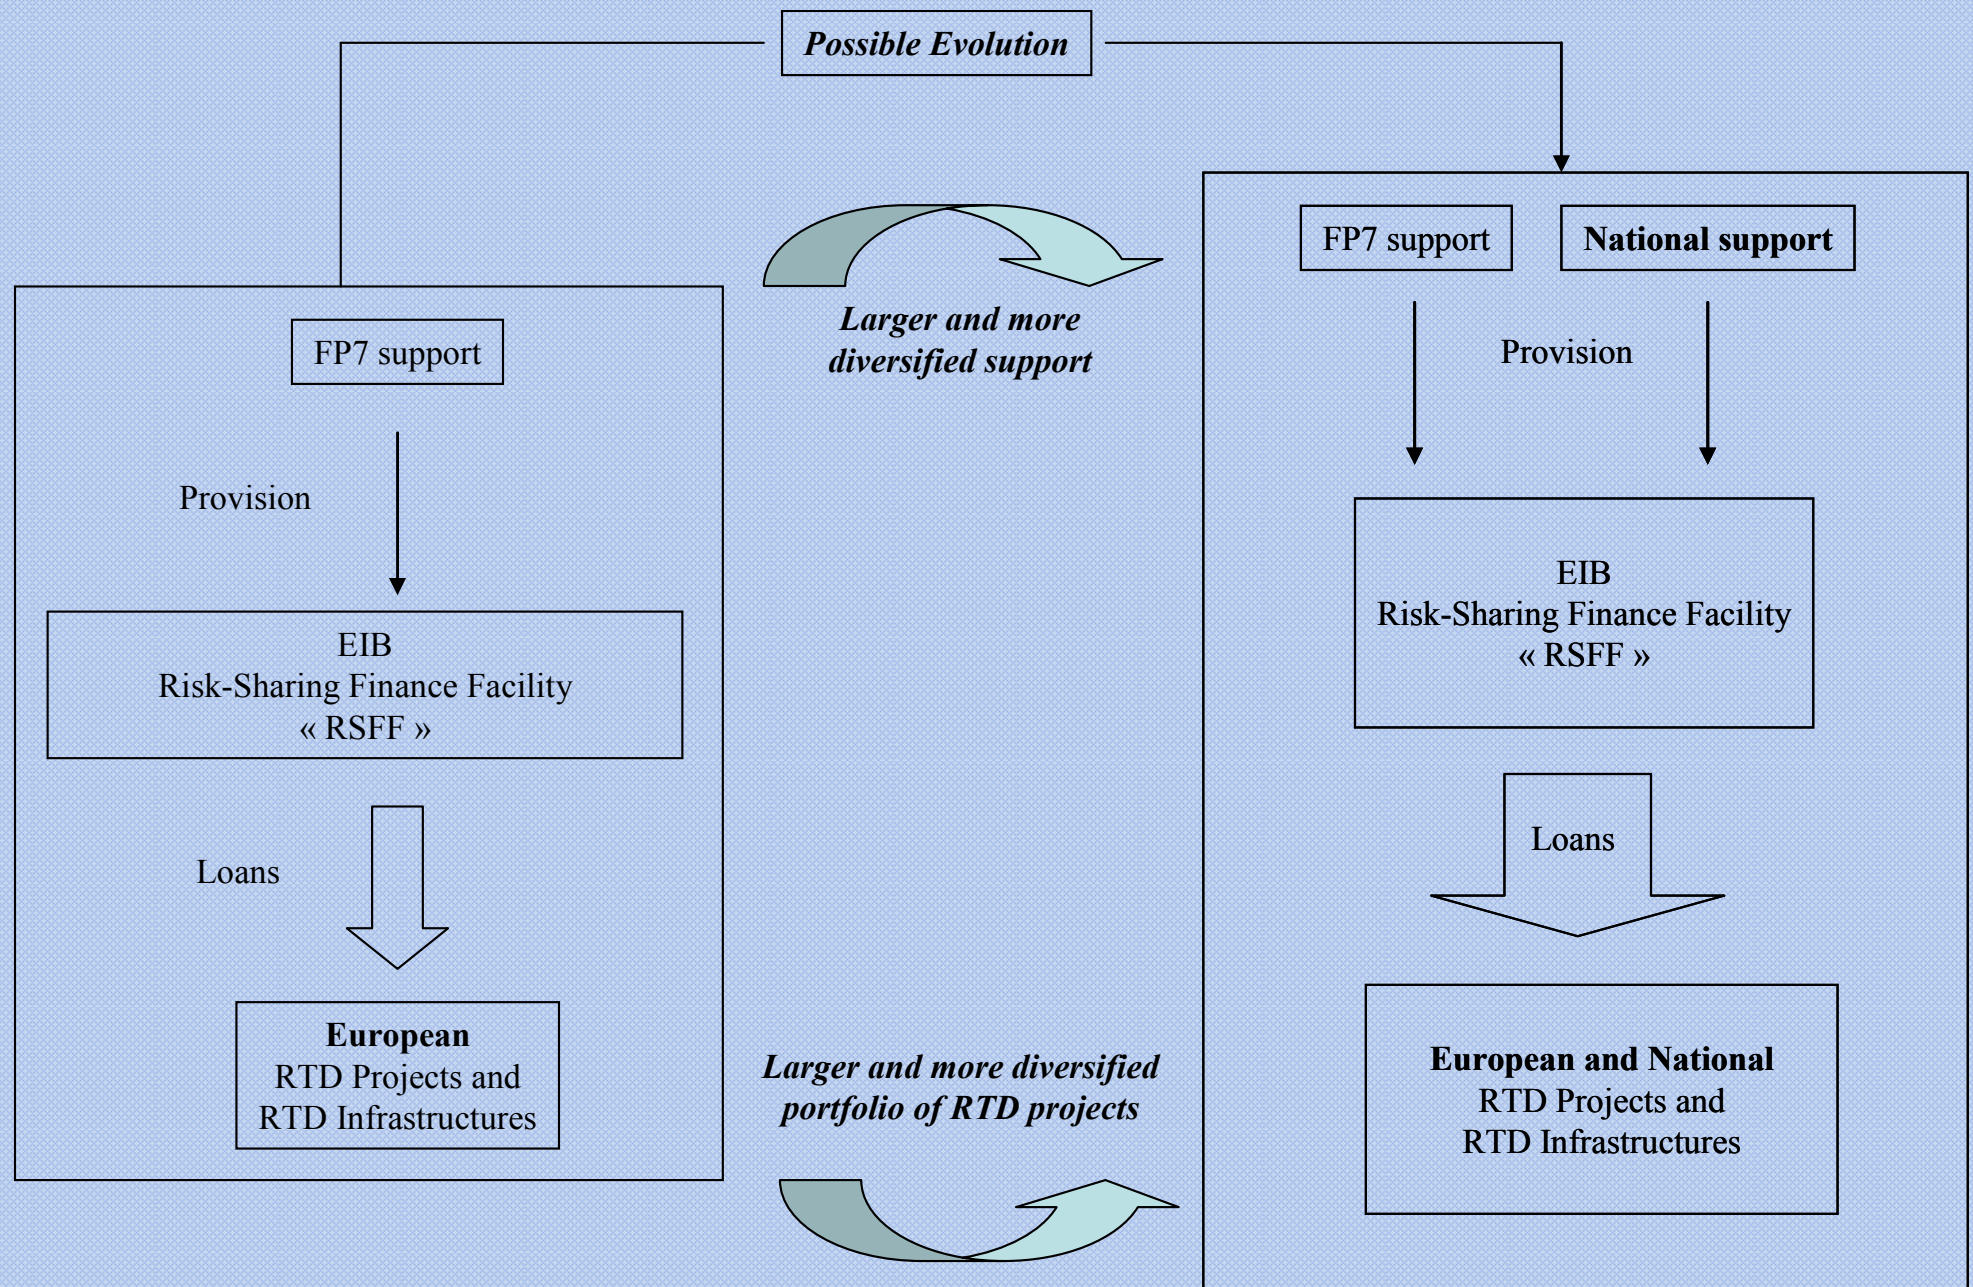 Possible Evolution
FP7 support
Provision
EIB
Risk-Sharing Finance Facility
« RSFF »
Loans
European
RTD Projects and
RTD Infrastructures
Larger and more
diversified support
Larger and more diversified
portfolio of RTD projects
FP7 support
National support
Provision
EIB
Risk-Sharing Finance Facility
« RSFF »
Loans
European and National
RTD Projects and
RTD Infrastructures